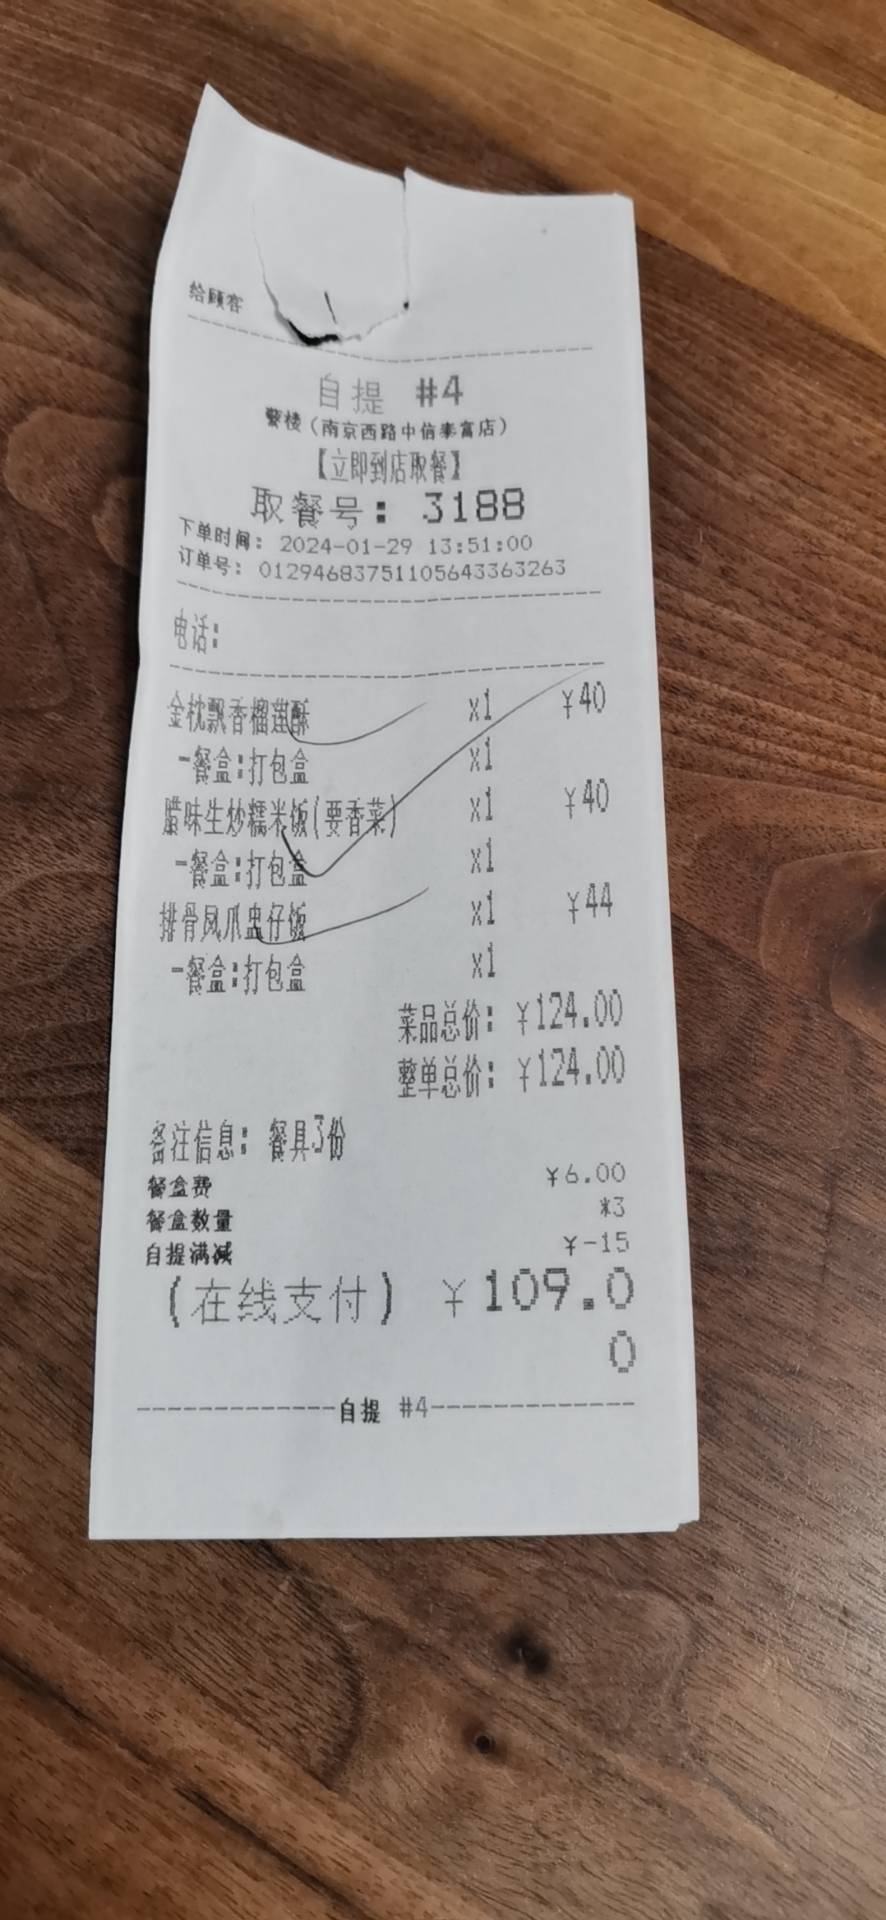 给顾客
自提 #4
粤楼(南京西路中信泰富店)
【立即到店取餐】
取餐号: 3188
下单时间: 2024-01-29 13:51:00
订单号: 012946837511056433632​63
电话:
金枕飘香榴莲酥 x1 ¥40
-餐盒:打包盒 x1
腊味生炒糯米饭(要香菜) x1 ¥40
-餐盒:打包盒 x1
排骨凤爪盅仔饭 x1 ¥44
-餐盒:打包盒 x1
菜品总价: ¥124.00
整单总价: ¥124.00
备注信息: 餐具3份
餐盒费 ¥6.00
餐盒数量 *3
自提满减 ¥-15
(在线支付) ¥109.0
0
自提 #4